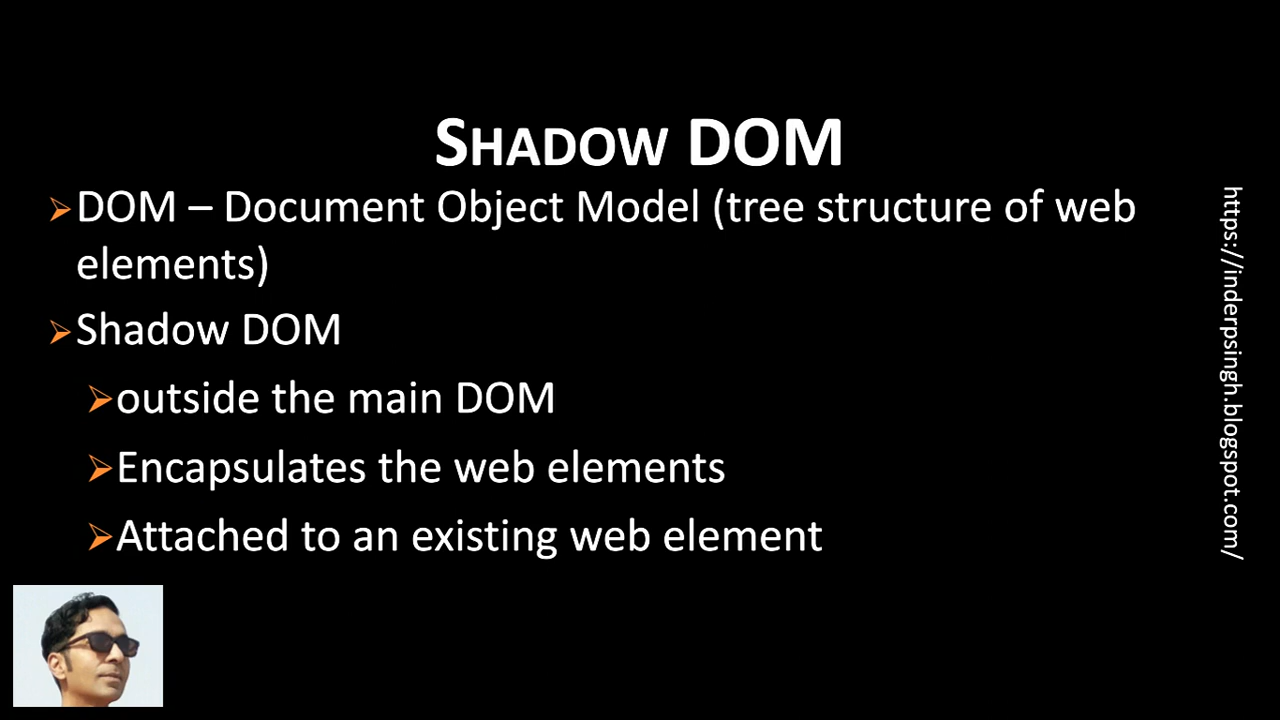 SHADOW DOM
DOM – Document Object Model (tree structure of web
elements)
Shadow DOM
outside the main DOM
Encapsulates the web elements
Attached to an existing web element
https://inderpsingh.blogspot.com/